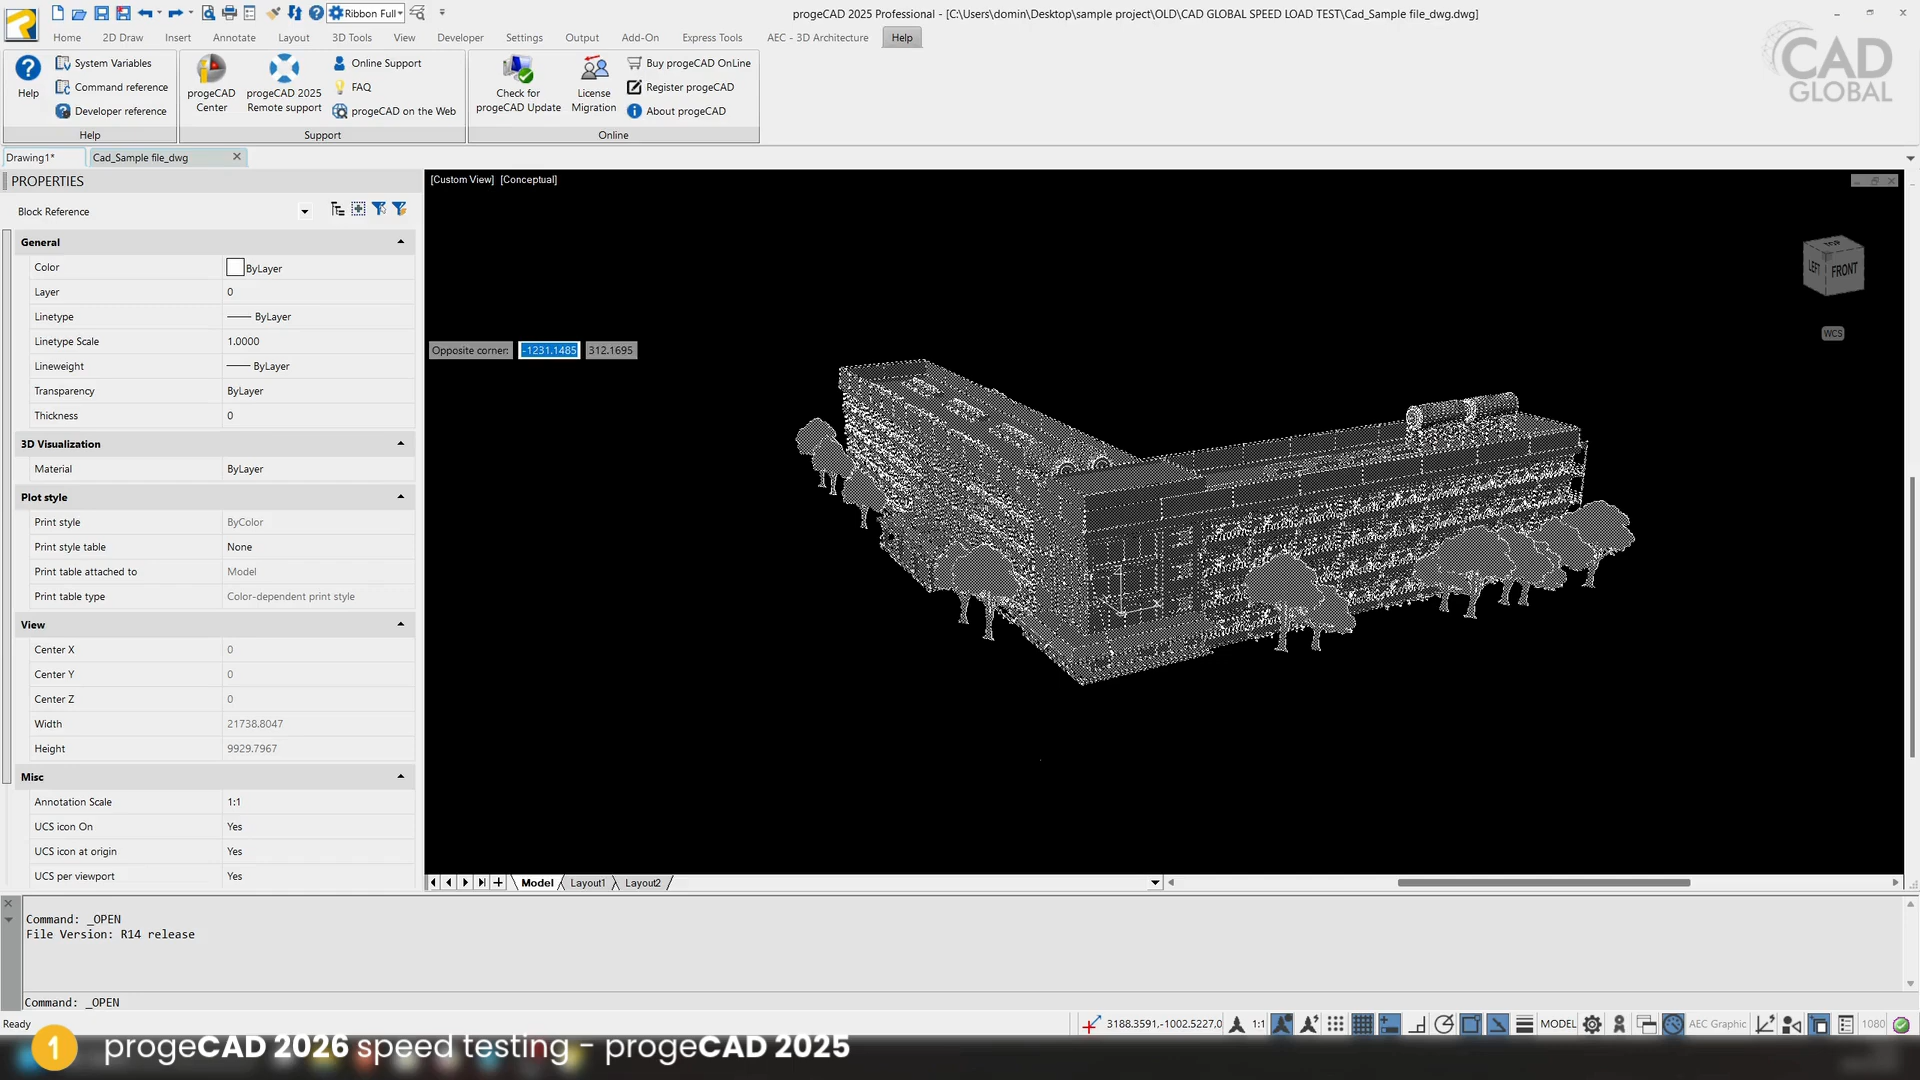 Ribbon Full
progeCAD 2025 Professional - [C:\Users\domin\Desktop\sample project\OLD\CAD GLOBAL SPEED LOAD TEST\Cad_Sample file_dwg.dwg]
Home 2D Draw Insert Annotate Layout 3D Tools View Developer Settings Output Add-On Express Tools AEC - 3D Architecture Help
CAD
GLOBAL
System Variables
Command reference
Developer reference
Help
Help
progeCAD
Center
progeCAD 2025
Remote support
Online Support
FAQ
progeCAD on the Web
Support
Check for
progeCAD Update
License
Migration
Buy progeCAD OnLine
Register progeCAD
About progeCAD
Online
Drawing1* Cad_Sample file_dwg
PROPERTIES
Block Reference
General
Color ByLayer
Layer 0
Linetype ByLayer
Linetype Scale 1.0000
Lineweight ByLayer
Transparency ByLayer
Thickness 0
3D Visualization
Material ByLayer
Plot style
Print style ByColor
Print style table None
Print table attached to Model
Print table type Color-dependent print style
View
Center X 0
Center Y 0
Center Z 0
Width 21738.8047
Height 9929.7967
Misc
Annotation Scale 1:1
UCS icon On Yes
UCS icon at origin Yes
UCS per viewport Yes
[Custom View] [Conceptual]
Opposite corner: -1231.1485 312.1695
TOP
LEFT FRONT
WCS
Model Layout1 Layout2
Command: _OPEN
File Version: R14 release
Command: _OPEN
Ready 3188.3591,-1002.5227,0 1:1 MODEL AEC Graphic 1080
1 progeCAD 2026 speed testing - progeCAD 2025